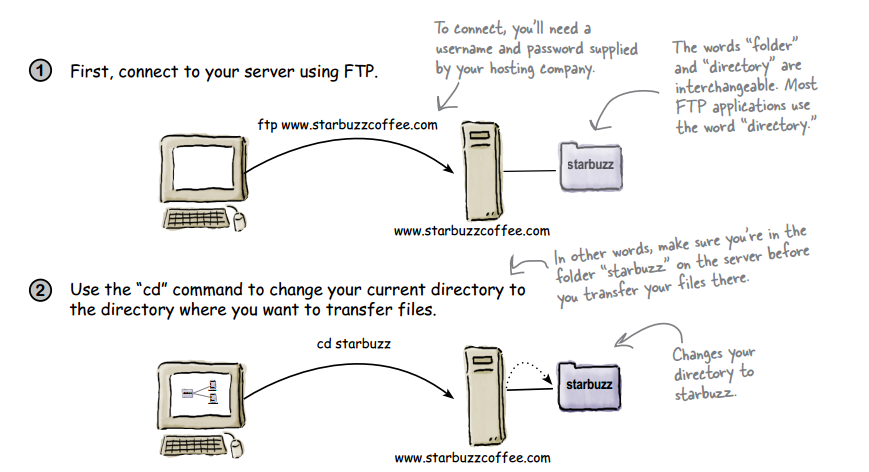 To connect, you'll need a
username and password supplied
by your hosting company.
The words "folder"
and "directory" are
interchangeable. Most
FTP applications use
the word "directory."
1 First, connect to your server using FTP.
ftp www.starbuzzcoffee.com
starbuzz
www.starbuzzcoffee.com
In other words, make sure you're in the
folder "starbuzz" on the server before
you transfer your files there.
2 Use the "cd" command to change your current directory to
the directory where you want to transfer files.
cd starbuzz
starbuzz
Changes your
directory to
starbuzz.
www.starbuzzcoffee.com